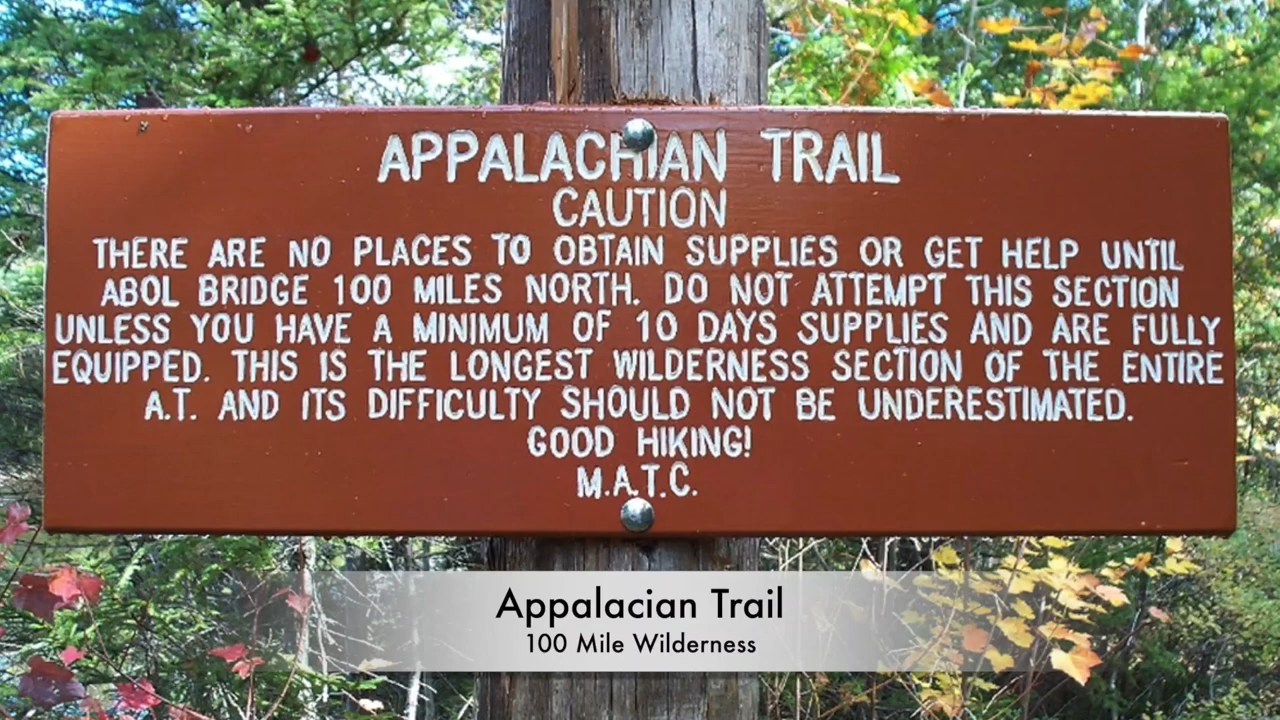 APPALACHIAN TRAIL
CAUTION
THERE ARE NO PLACES TO OBTAIN SUPPLIES OR GET HELP UNTIL
ABOL BRIDGE 100 MILES NORTH. DO NOT ATTEMPT THIS SECTION
UNLESS YOU HAVE A MINIMUM OF 10 DAYS SUPPLIES AND ARE FULLY
EQUIPPED. THIS IS THE LONGEST WILDERNESS SECTION OF THE ENTIRE
A.T. AND ITS DIFFICULTY SHOULD NOT BE UNDERESTIMATED.
GOOD HIKING!
M.A.T.C.
Appalacian Trail
100 Mile Wilderness